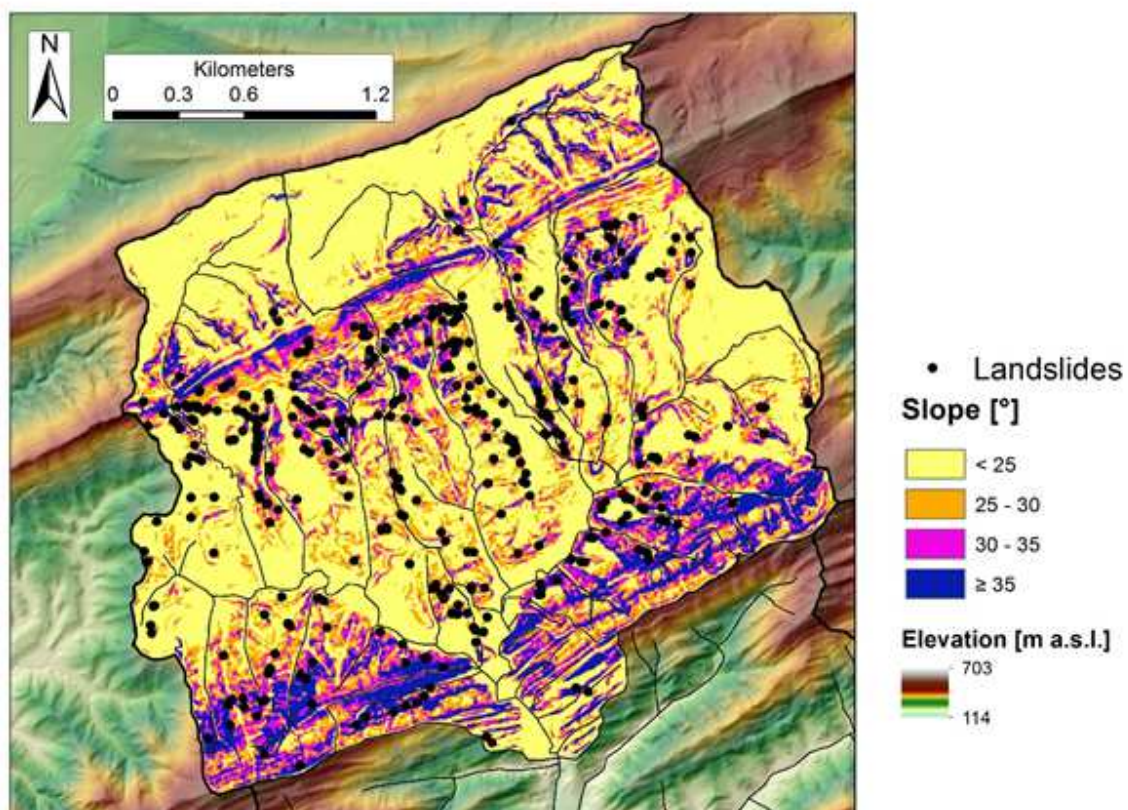 N
Kilometers
0 0.3 0.6 1.2
Landslides
Slope [°]
< 25
25 - 30
30 - 35
≥ 35
Elevation [m a.s.l.]
703
114